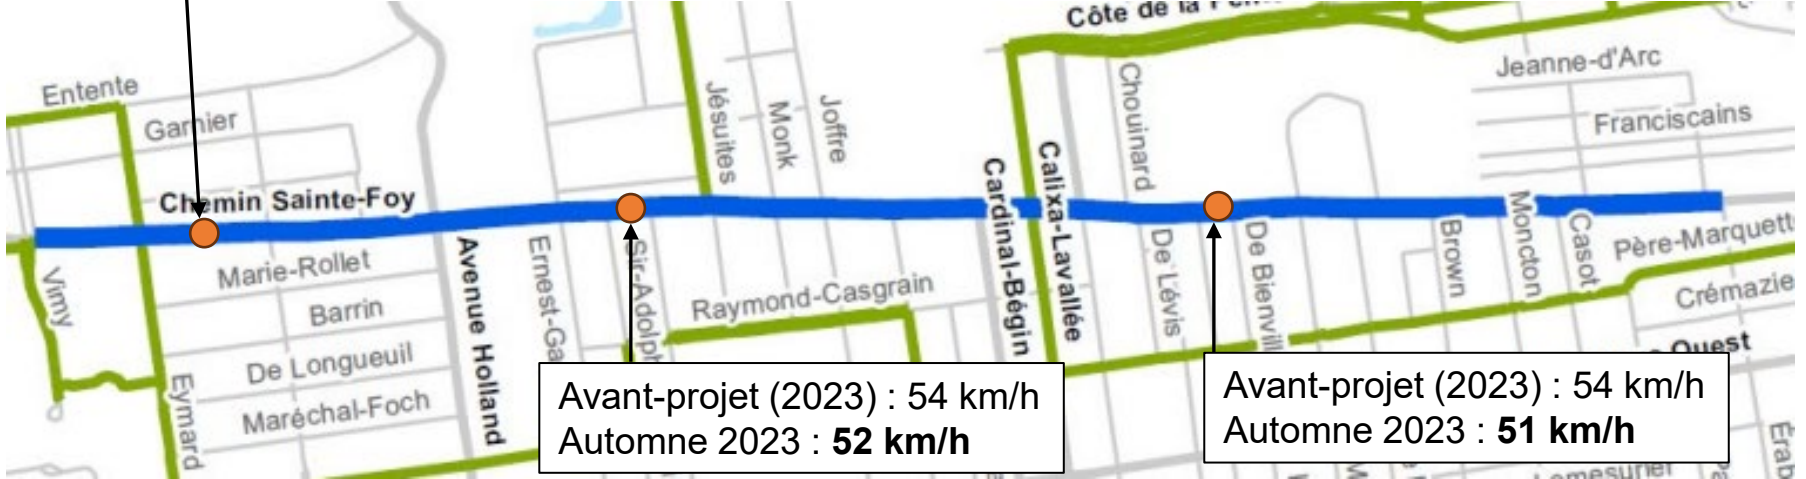 Côte de la
Jeanne-d'Arc
Entente
Garnier
Jésuites
Monk
Joffre
Chouinard
Franciscains
Chemin Sainte-Foy
Cardinal-Bégin
Calixa-Lavallée
Vimy
Marie-Rollet
Barrin
De Longueuil
Maréchal-Foch
Eymard
Avenue Holland
Ernest-Ga
Sir-Adolph
Raymond-Casgrain
De Lévis
De Bienvill
Brown
Moncton
Casot
Père-Marquett
Crémazie
Ouest
Avant-projet (2023) : 54 km/h
Automne 2023 : 52 km/h
Avant-projet (2023) : 54 km/h
Automne 2023 : 51 km/h
Érab